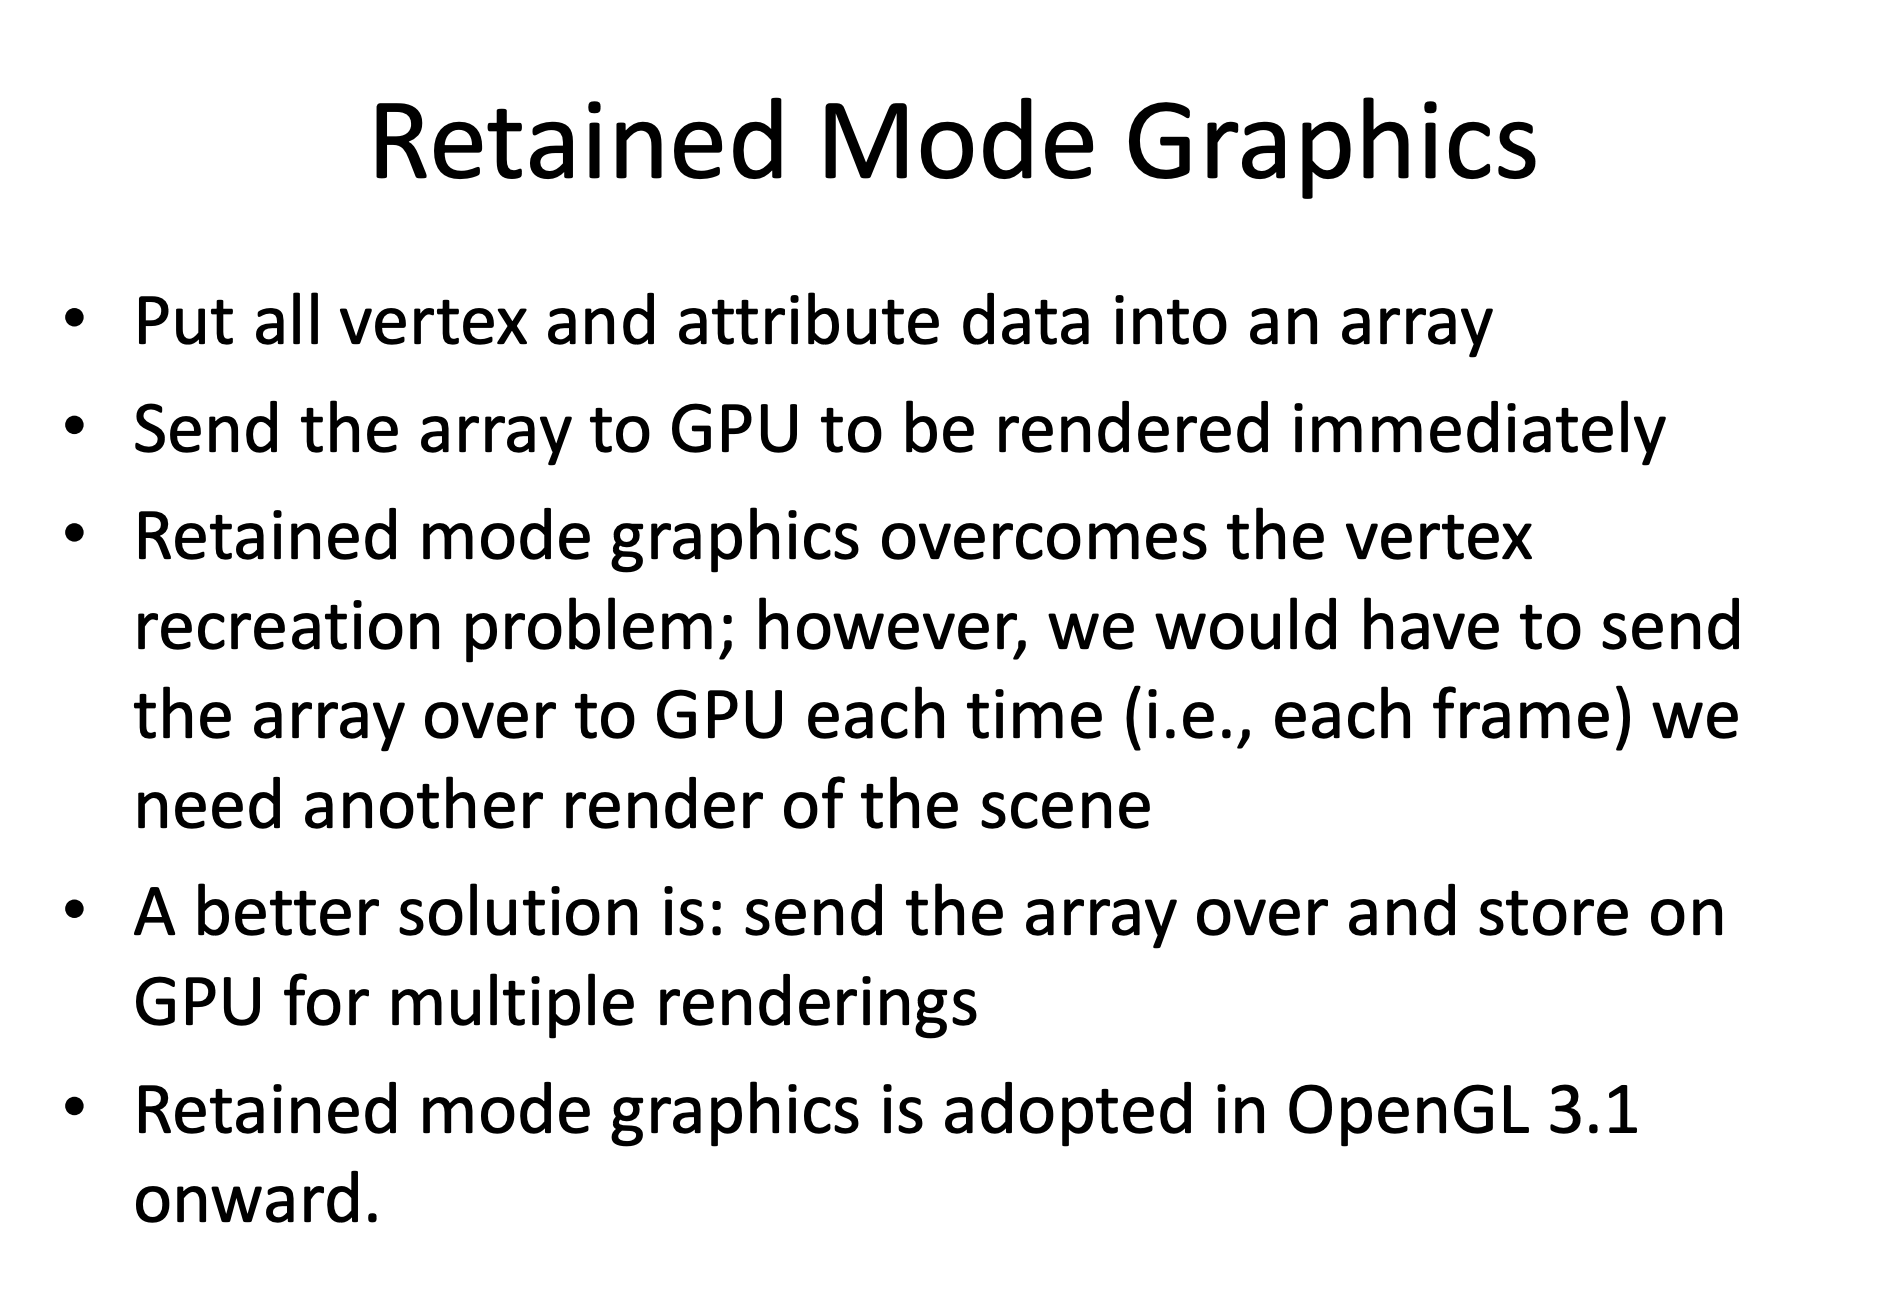 Retained Mode Graphics
• Put all vertex and attribute data into an array
• Send the array to GPU to be rendered immediately
• Retained mode graphics overcomes the vertex
recreation problem; however, we would have to send
the array over to GPU each time (i.e., each frame) we
need another render of the scene
• A better solution is: send the array over and store on
GPU for multiple renderings
• Retained mode graphics is adopted in OpenGL 3.1
onward.